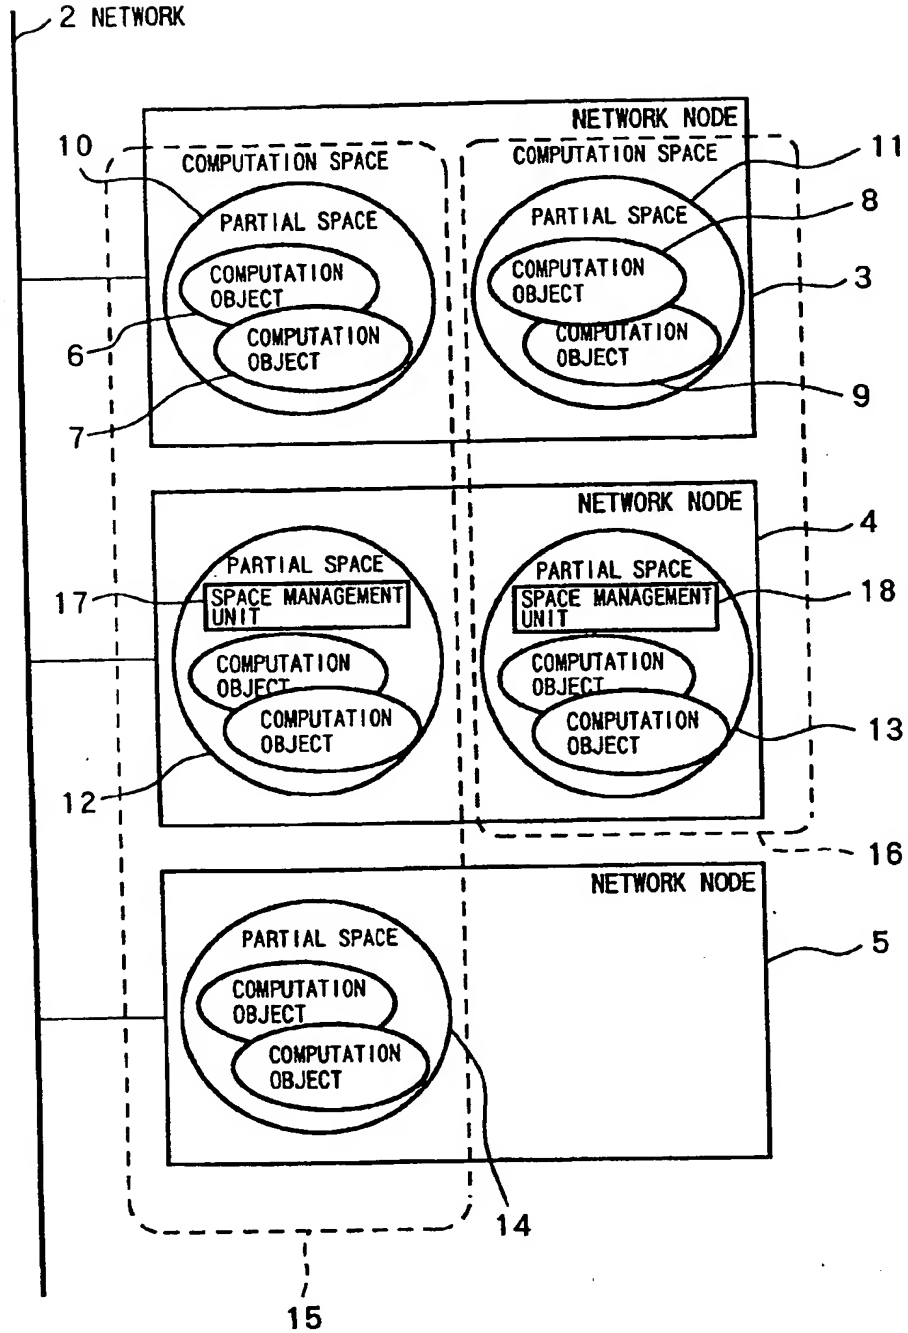 2 NETWORK
NETWORK NODE
10
COMPUTATION SPACE
COMPUTATION SPACE
11
PARTIAL SPACE
PARTIAL SPACE
8
COMPUTATION
OBJECT
COMPUTATION
OBJECT
3
6
COMPUTATION
OBJECT
COMPUTATION
OBJECT
7
9
NETWORK NODE
4
PARTIAL SPACE
PARTIAL SPACE
17
SPACE MANAGEMENT
UNIT
SPACE MANAGEMENT
UNIT
18
COMPUTATION
OBJECT
COMPUTATION
OBJECT
COMPUTATION
OBJECT
COMPUTATION
OBJECT
13
12
16
NETWORK NODE
5
PARTIAL SPACE
COMPUTATION
OBJECT
COMPUTATION
OBJECT
14
15